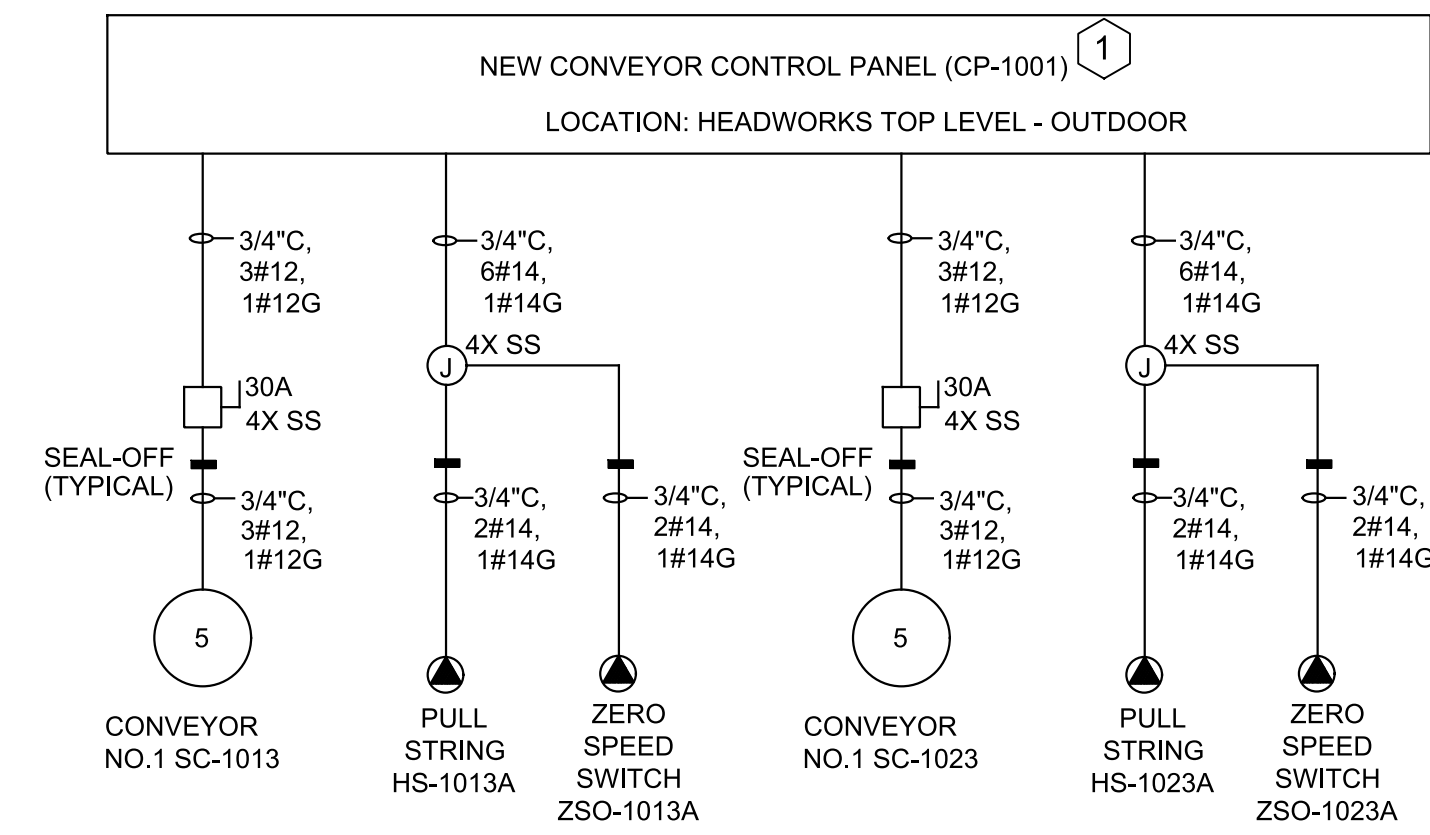 NEW CONVEYOR CONTROL PANEL (CP-1001)
1
LOCATION: HEADWORKS TOP LEVEL - OUTDOOR
3/4"C,
3#12,
1#12G
3/4"C,
6#14,
1#14G
3/4"C,
3#12,
1#12G
3/4"C,
6#14,
1#14G
30A
4X SS
J
4X SS
30A
4X SS
J
4X SS
SEAL-OFF
(TYPICAL)
3/4"C,
3#12,
1#12G
3/4"C,
2#14,
1#14G
3/4"C,
2#14,
1#14G
SEAL-OFF
(TYPICAL)
3/4"C,
3#12,
1#12G
3/4"C,
2#14,
1#14G
3/4"C,
2#14,
1#14G
5
CONVEYOR
NO.1 SC-1013
PULL
STRING
HS-1013A
ZERO
SPEED
SWITCH
ZSO-1013A
5
CONVEYOR
NO.1 SC-1023
PULL
STRING
HS-1023A
ZERO
SPEED
SWITCH
ZSO-1023A